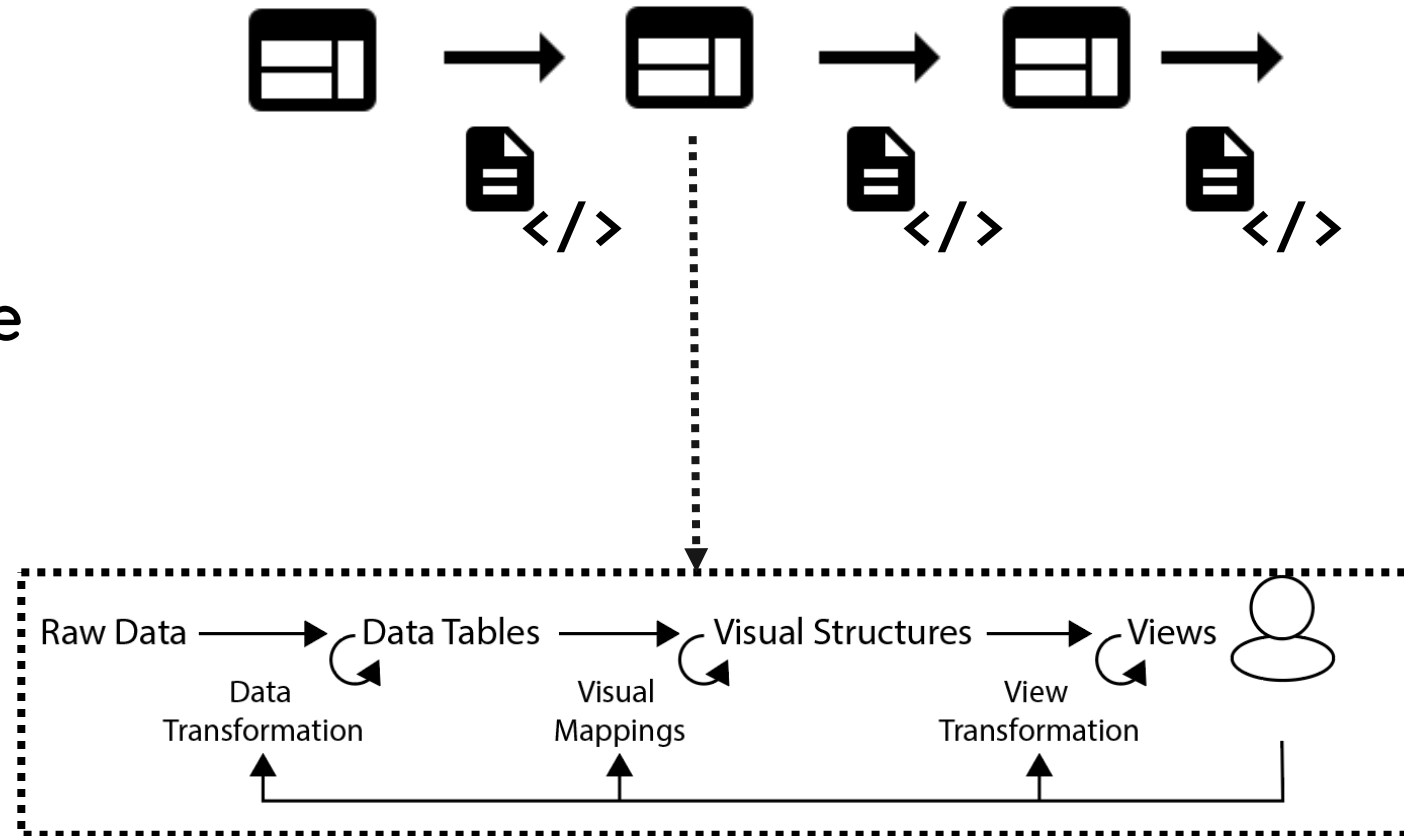 </>
</>
</>
e
Raw Data
Data Tables
Visual Structures
Views
Data
Transformation
Visual
Mappings
View
Transformation